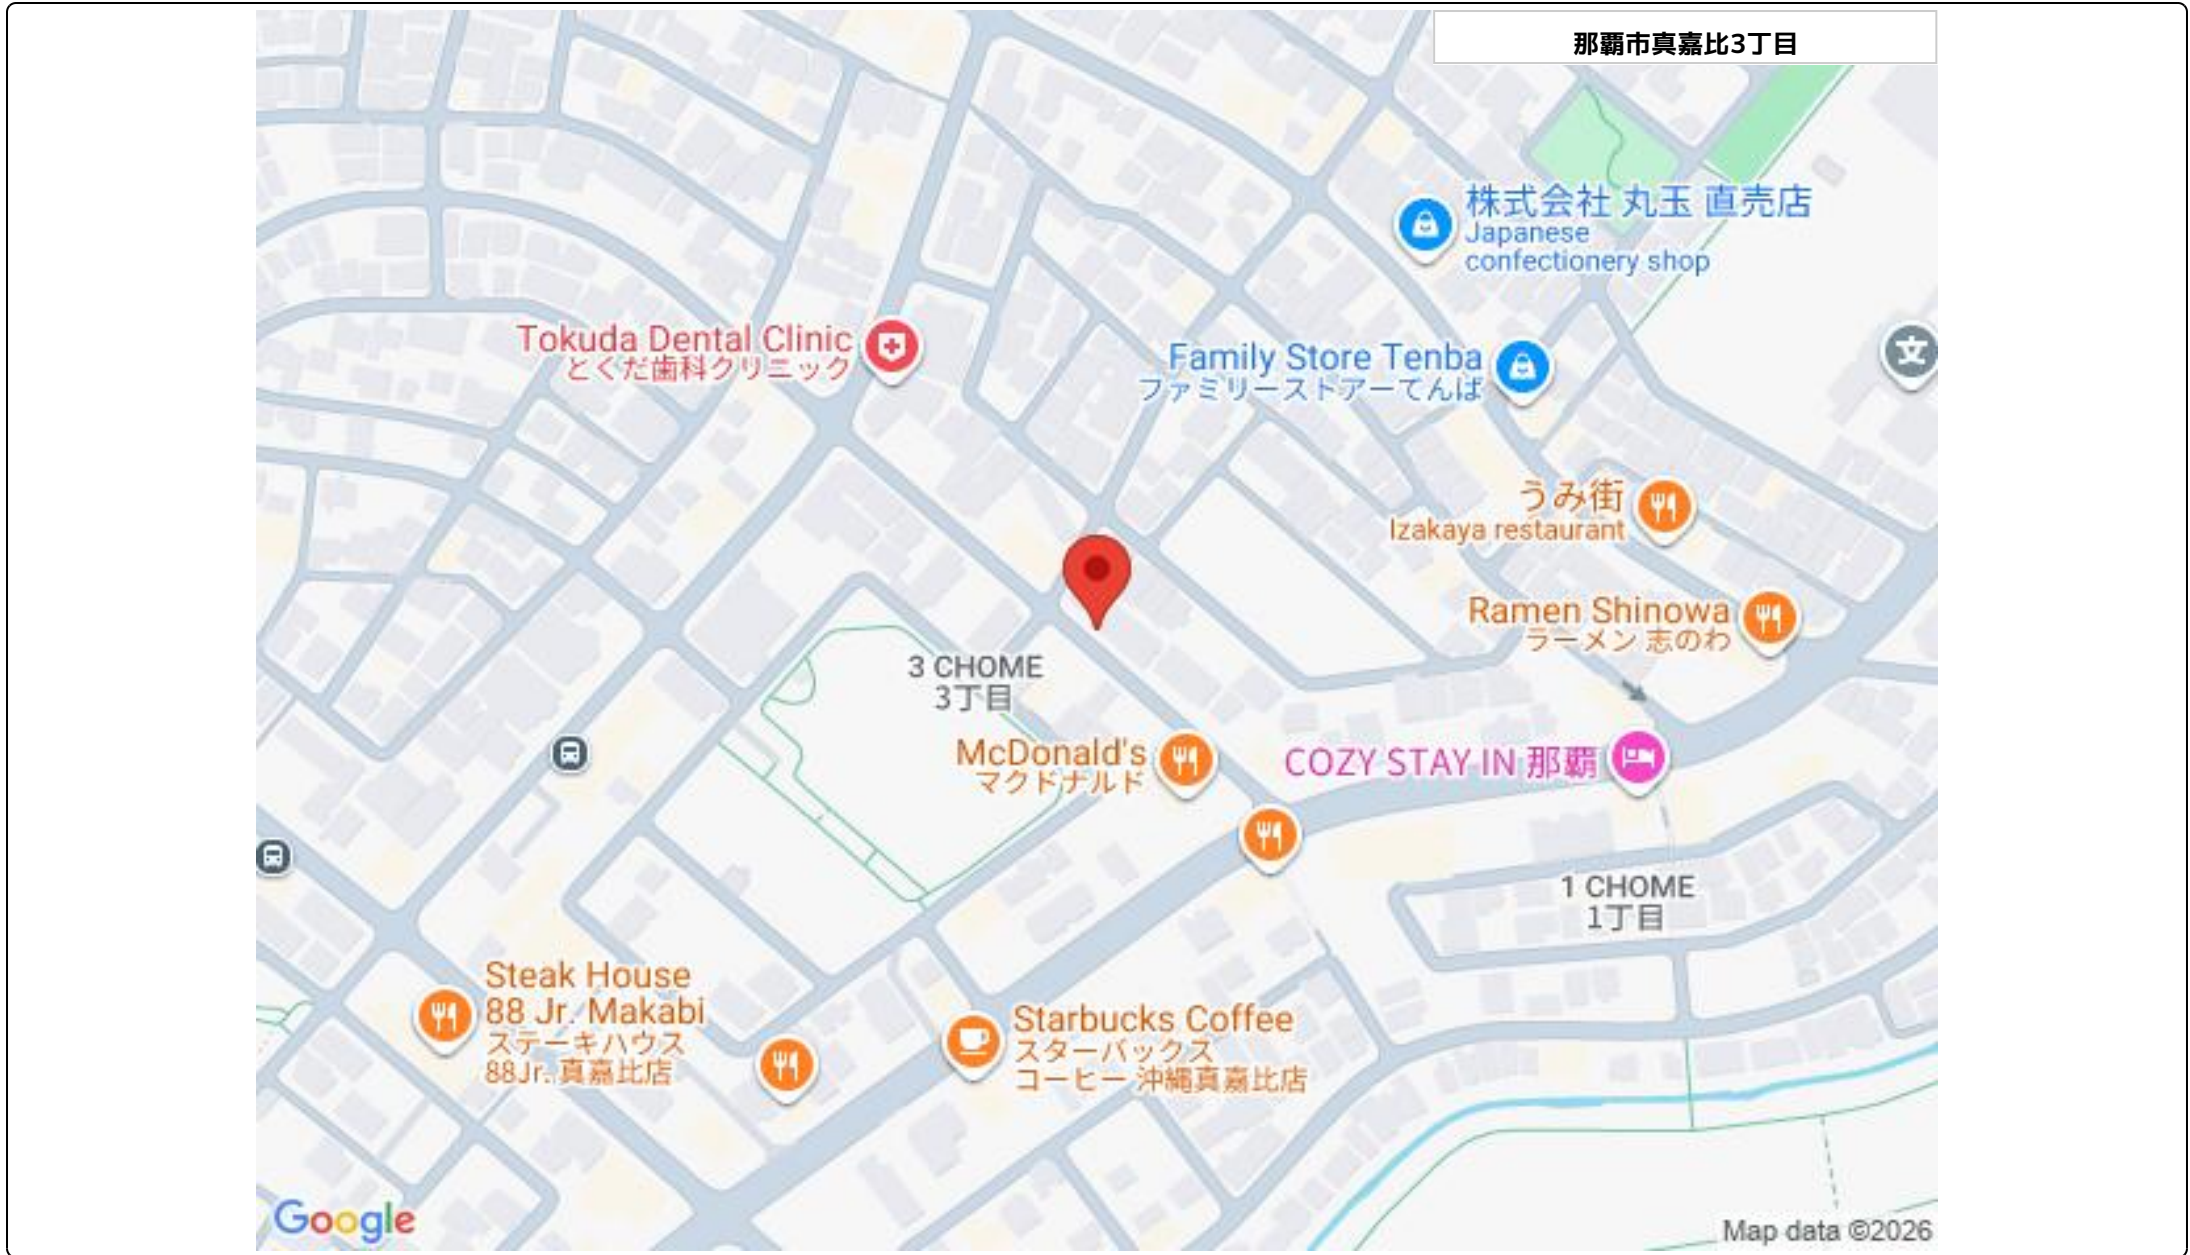 那覇市真嘉比3丁目
株式会社 丸玉 直売店
Japanese
confectionery shop
Tokuda Dental Clinic
とくだ歯科クリニック
Family Store Tenba
ファミリーストアーてんば
文
うみ街
Izakaya restaurant
Ramen Shinowa
ラーメン 志のわ
3 CHOME
3丁目
McDonald's
マクドナルド
COZY STAY IN 那覇
1 CHOME
1丁目
Steak House
88 Jr. Makabi
ステーキハウス
88Jr. 真嘉比店
Starbucks Coffee
スターバックス
コーヒー 沖縄真嘉比店
Google
Map data ©2026